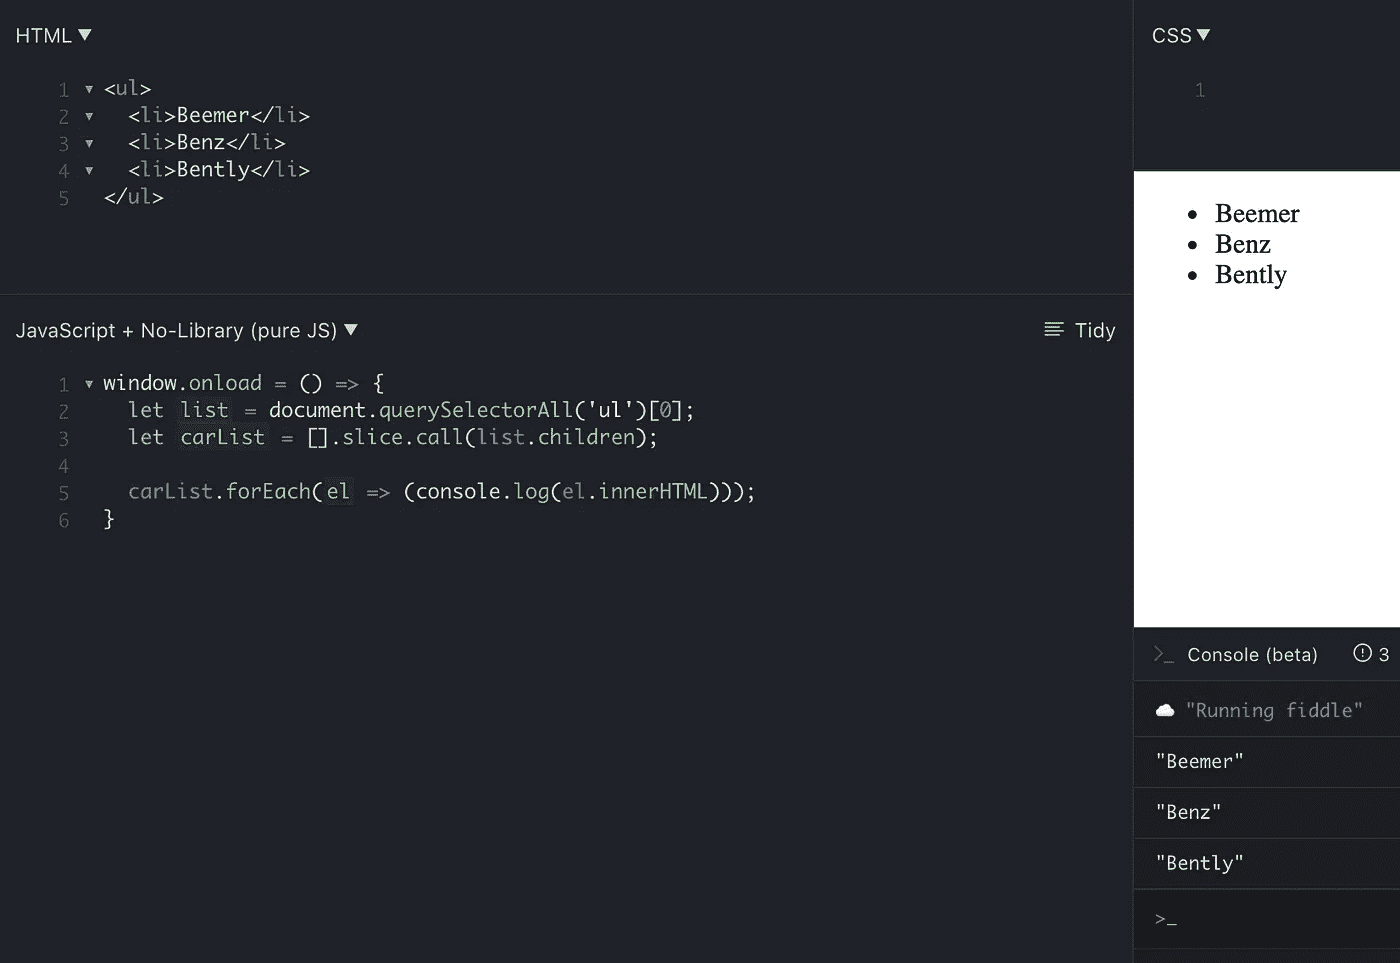 HTML ▼
1 ▾ <ul>
2 ▾   <li>Beemer</li>
3 ▾   <li>Benz</li>
4 ▾   <li>Bently</li>
5   </ul>
JavaScript + No-Library (pure JS) ▼
Tidy
1 ▾ window.onload = () => {
2     let list = document.querySelectorAll('ul')[0];
3     let carList = [].slice.call(list.children);
4
5     carList.forEach(el => (console.log(el.innerHTML)));
6   }
CSS ▼
1
• Beemer
• Benz
• Bently
>_ Console (beta) 3
"Running fiddle"
"Beemer"
"Benz"
"Bently"
>_